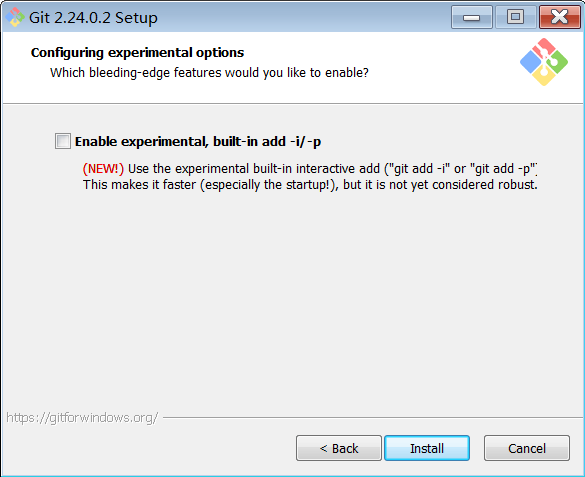 Git 2.24.0.2 Setup
Configuring experimental options
Which bleeding-edge features would you like to enable?
Enable experimental, built-in add -i/-p
(NEW!) Use the experimental built-in interactive add ("git add -i" or "git add -p")
This makes it faster (especially the startup!), but it is not yet considered robust.
https://gitforwindows.org/
< Back
Install
Cancel